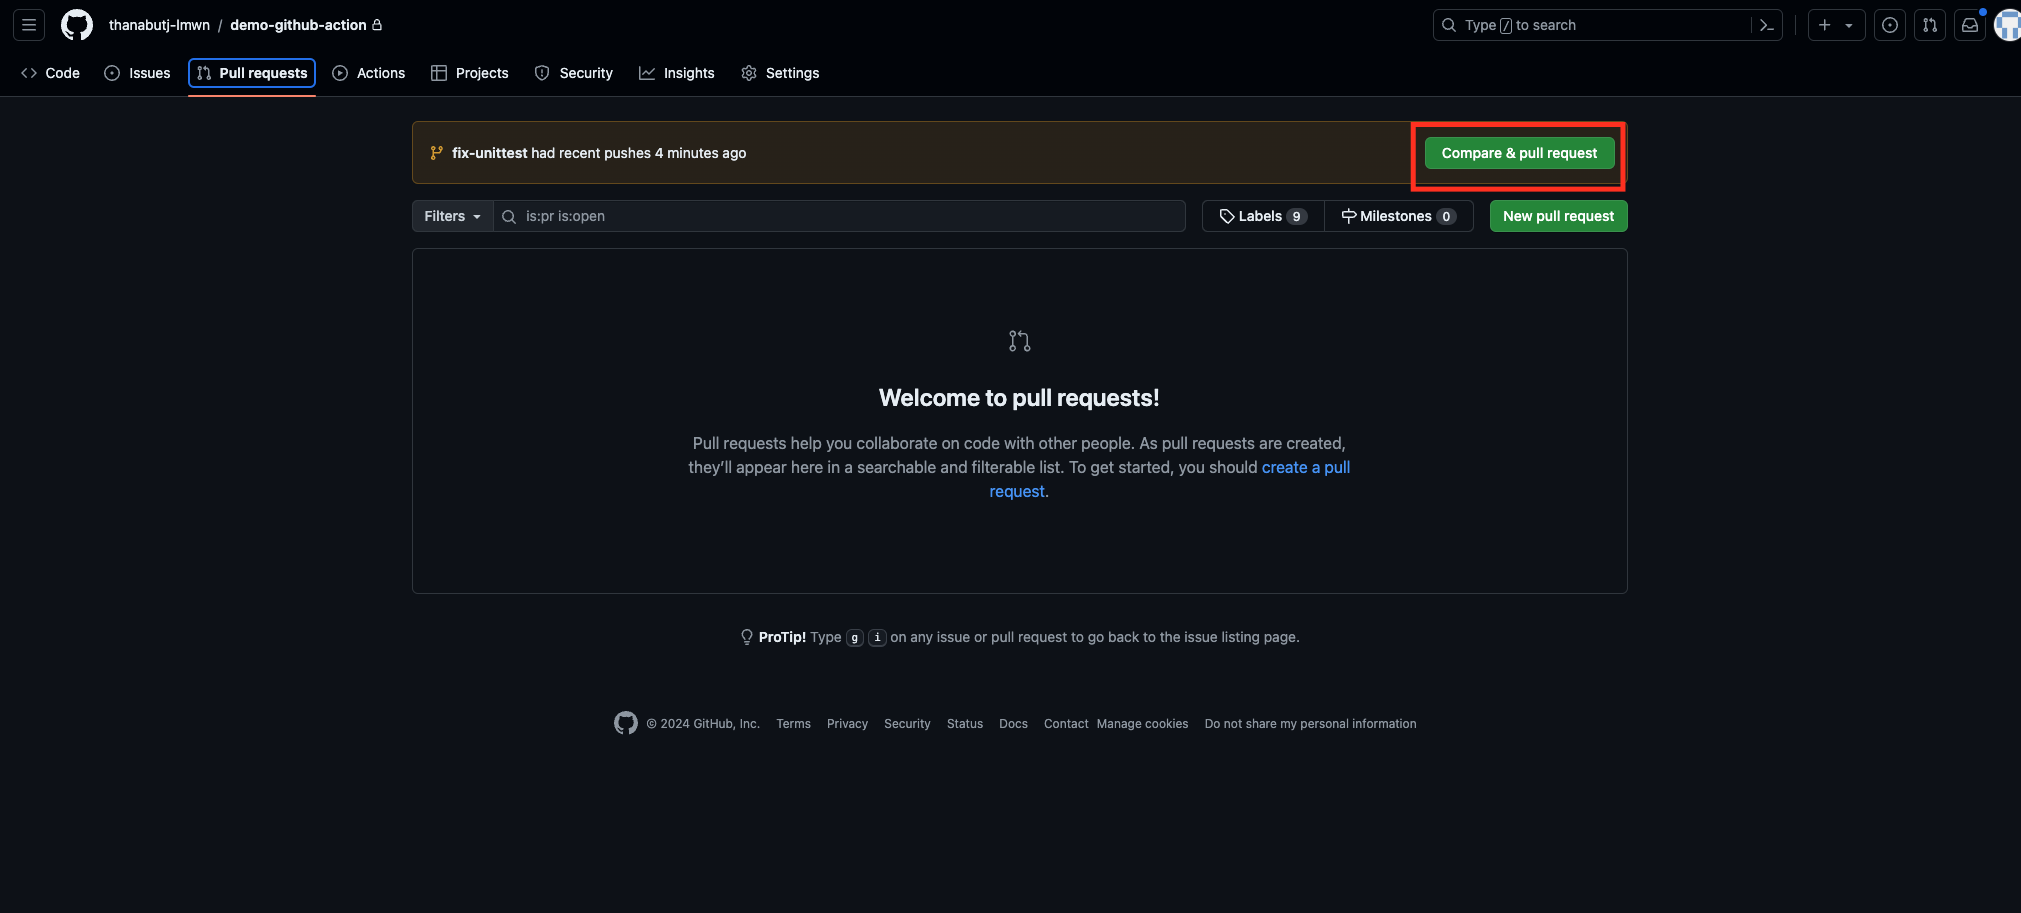 thanabutj-lmwn / demo-github-action
Type / to search
Code Issues Pull requests Actions Projects Security Insights Settings
fix-unittest had recent pushes 4 minutes ago
Compare & pull request
Filters
is:pr is:open
Labels 9
Milestones 0
New pull request
Welcome to pull requests!
Pull requests help you collaborate on code with other people. As pull requests are created,
they’ll appear here in a searchable and filterable list. To get started, you should create a pull
request.
ProTip! Type g i on any issue or pull request to go back to the issue listing page.
© 2024 GitHub, Inc. Terms Privacy Security Status Docs Contact Manage cookies Do not share my personal information